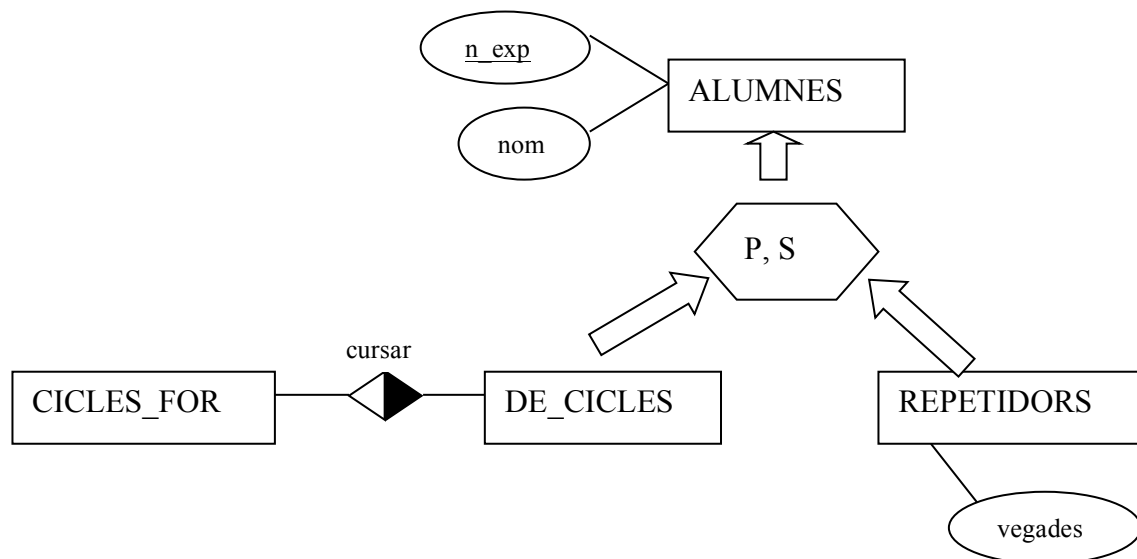 n_exp
ALUMNES
nom
P, S
cursar
CICLES_FOR
DE_CICLES
REPETIDORS
vegades